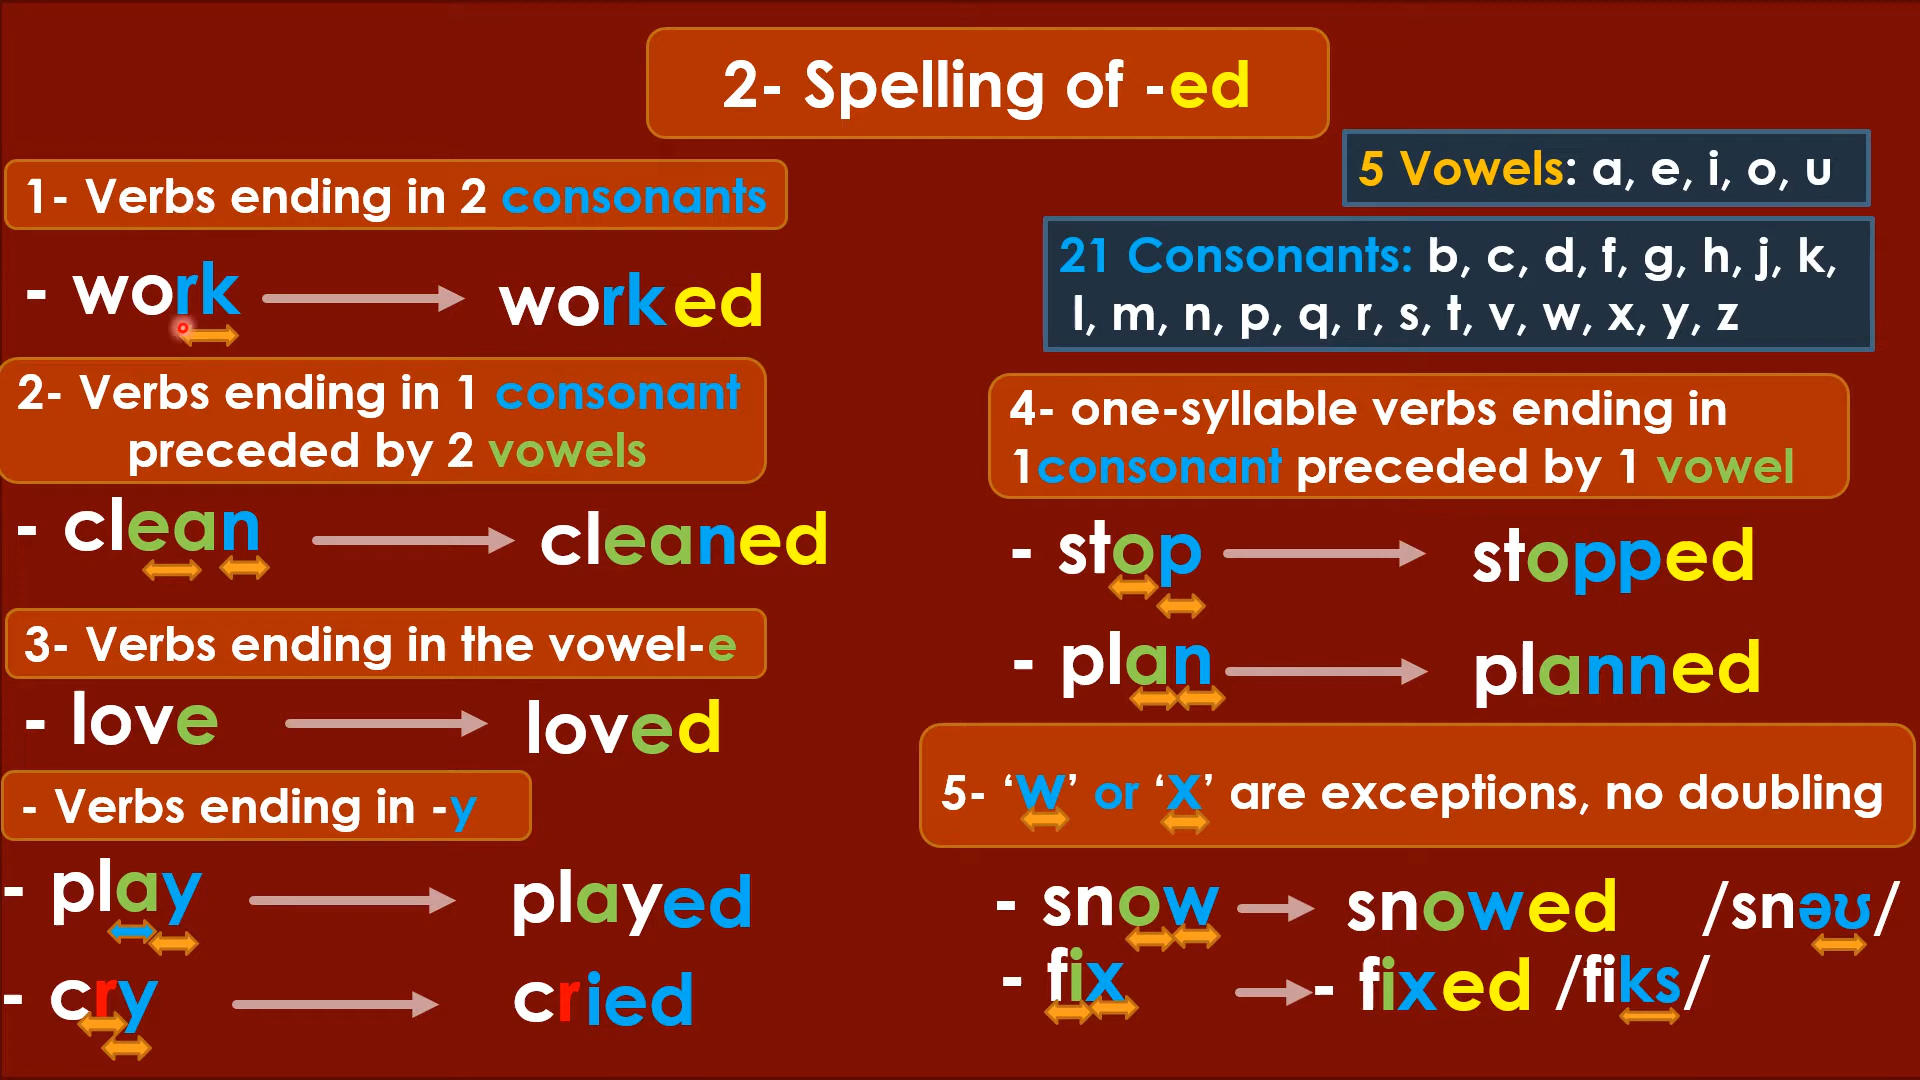 2- Spelling of -ed
5 Vowels: a, e, i, o, u
21 Consonants: b, c, d, f, g, h, j, k,
l, m, n, p, q, r, s, t, v, w, x, y, z
1- Verbs ending in 2 consonants
- work worked
2- Verbs ending in 1 consonant
preceded by 2 vowels
- clean cleaned
3- Verbs ending in the vowel-e
- love loved
- Verbs ending in -y
- play played
- cry cried
4- one-syllable verbs ending in
1consonant preceded by 1 vowel
- stop stopped
- plan planned
5- ‘w’ or ‘x’ are exceptions, no doubling
- snow snowed /snəʊ/
- fix - fixed /fiks/